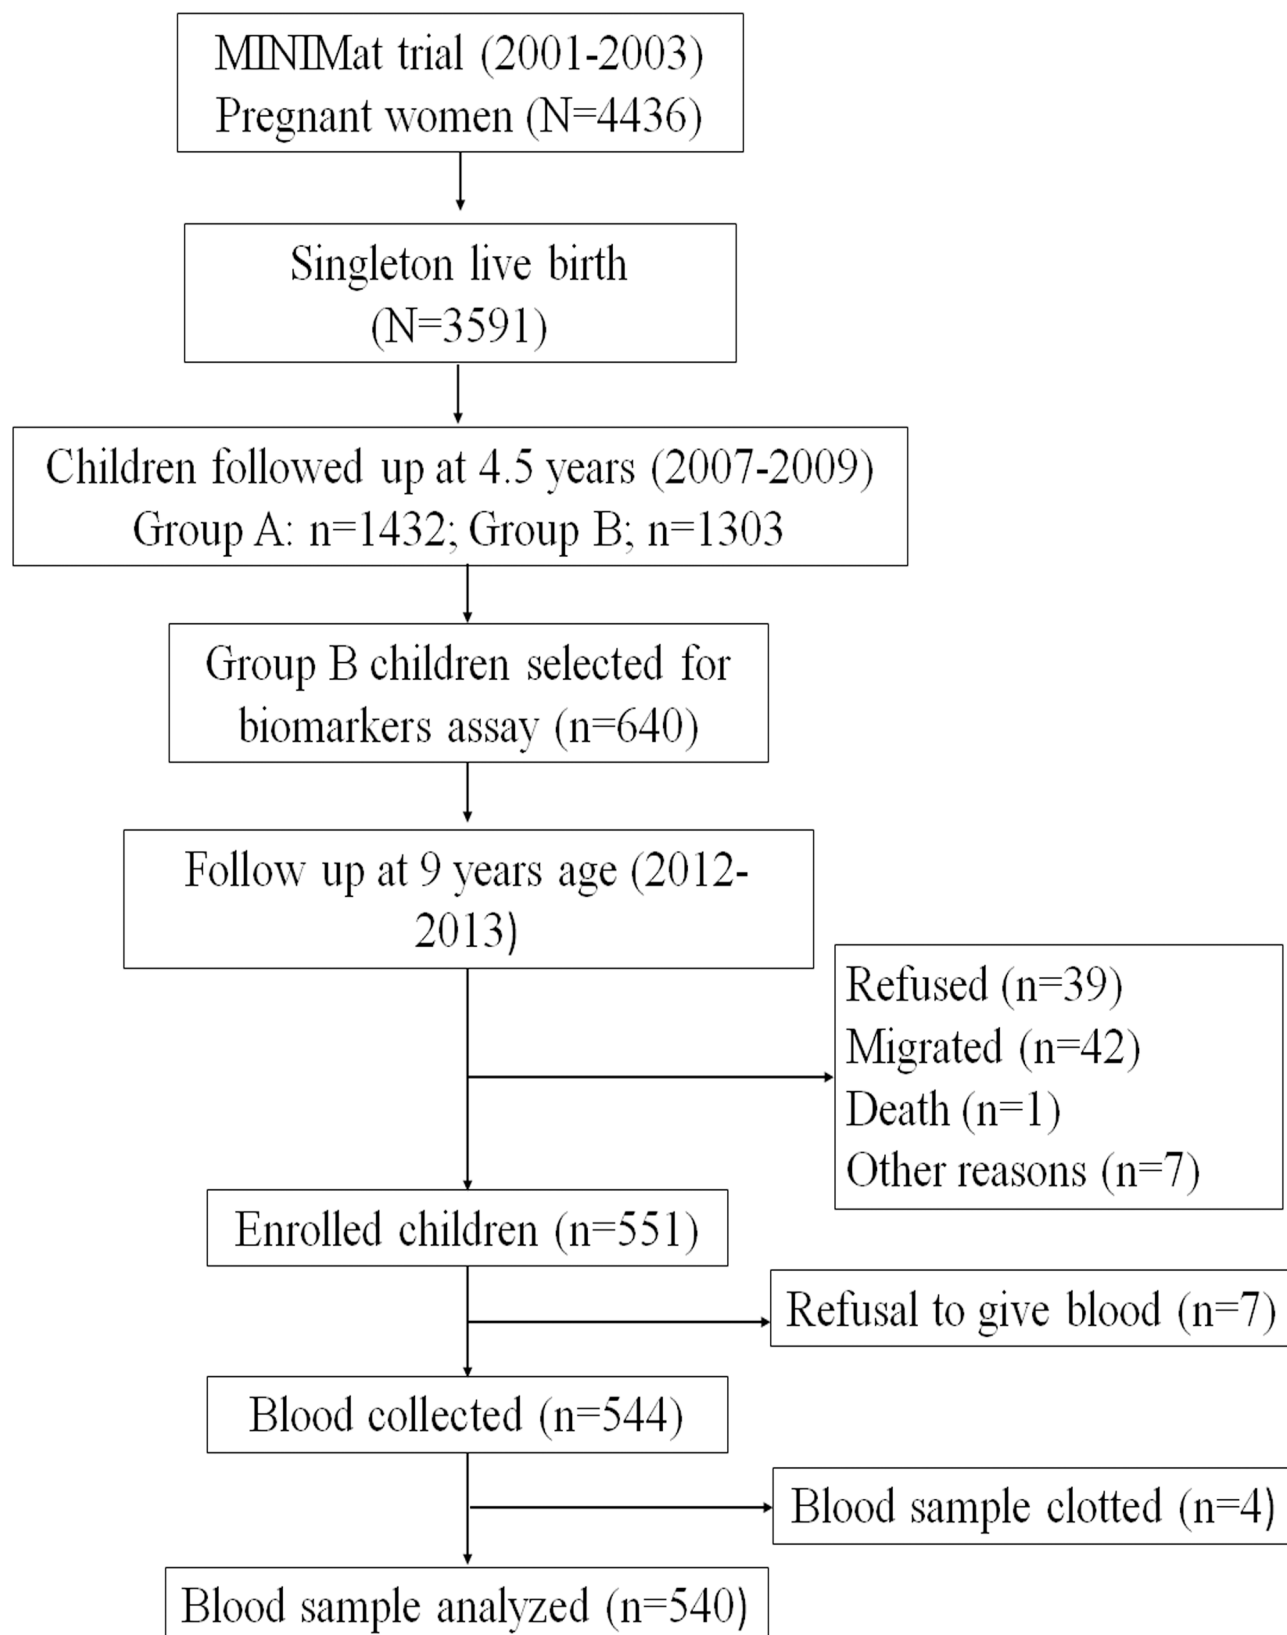 MINIMat trial (2001-2003)
Pregnant women (N=4436)
Singleton live birth
(N=3591)
Children followed up at 4.5 years (2007-2009)
Group A: n=1432; Group B; n=1303
Group B children selected for
biomarkers assay (n=640)
Follow up at 9 years age (2012-
2013)
Refused (n=39)
Migrated (n=42)
Death (n=1)
Other reasons (n=7)
Enrolled children (n=551)
Refusal to give blood (n=7)
Blood collected (n=544)
Blood sample clotted (n=4)
Blood sample analyzed (n=540)